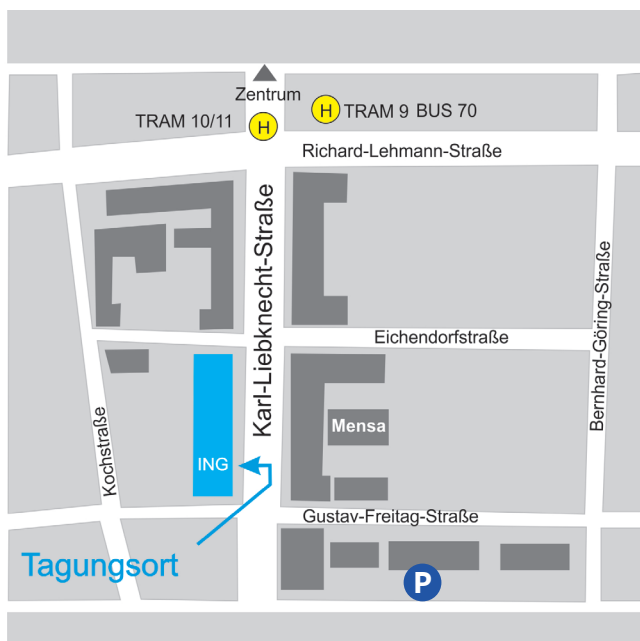 Zentrum
TRAM 10/11
H
H
TRAM 9 BUS 70
Richard-Lehmann-Straße
Karl-Liebknecht-Straße
Bernhard-Göring-Straße
Eichendorfstraße
Kochstraße
Mensa
ING
Gustav-Freitag-Straße
Tagungsort
P